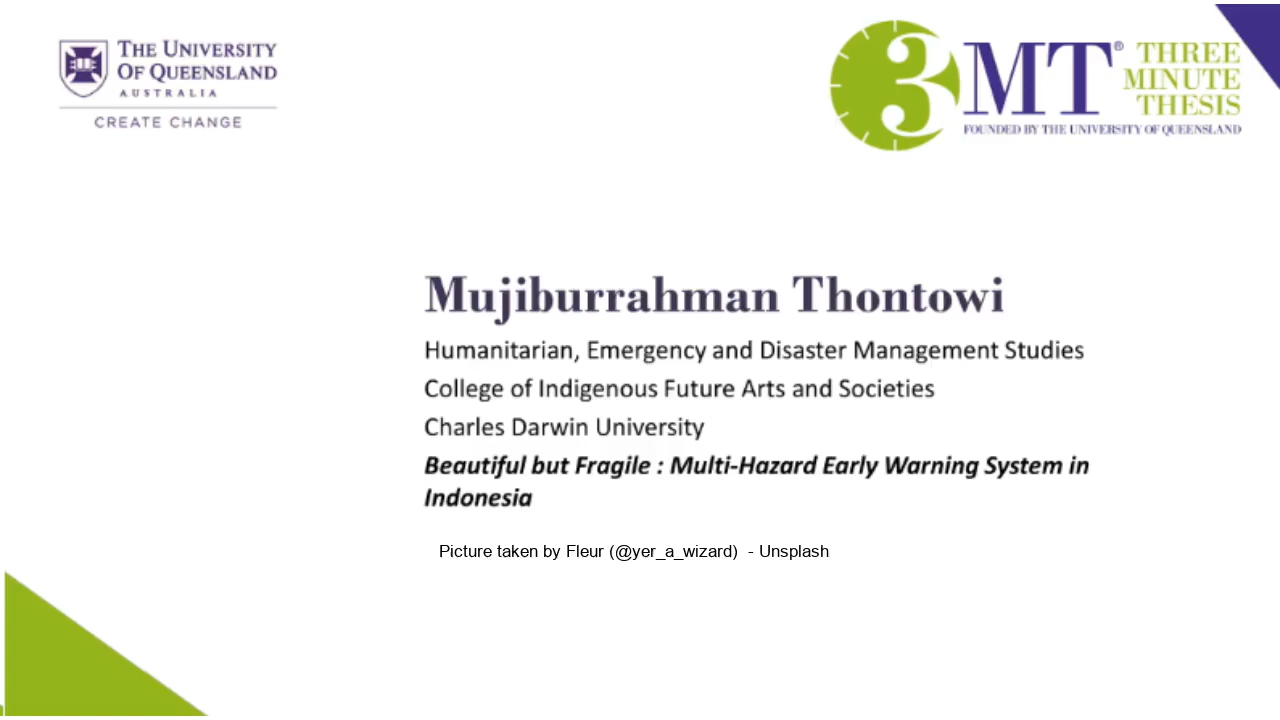 THE UNIVERSITY
OF QUEENSLAND
AUSTRALIA
CREATE CHANGE
3MT® THREE
MINUTE
THESIS
FOUNDED BY THE UNIVERSITY OF QUEENSLAND
Mujiburrahman Thontowi
Humanitarian, Emergency and Disaster Management Studies
College of Indigenous Future Arts and Societies
Charles Darwin University
Beautiful but Fragile : Multi-Hazard Early Warning System in
Indonesia
Picture taken by Fleur (@yer_a_wizard) - Unsplash